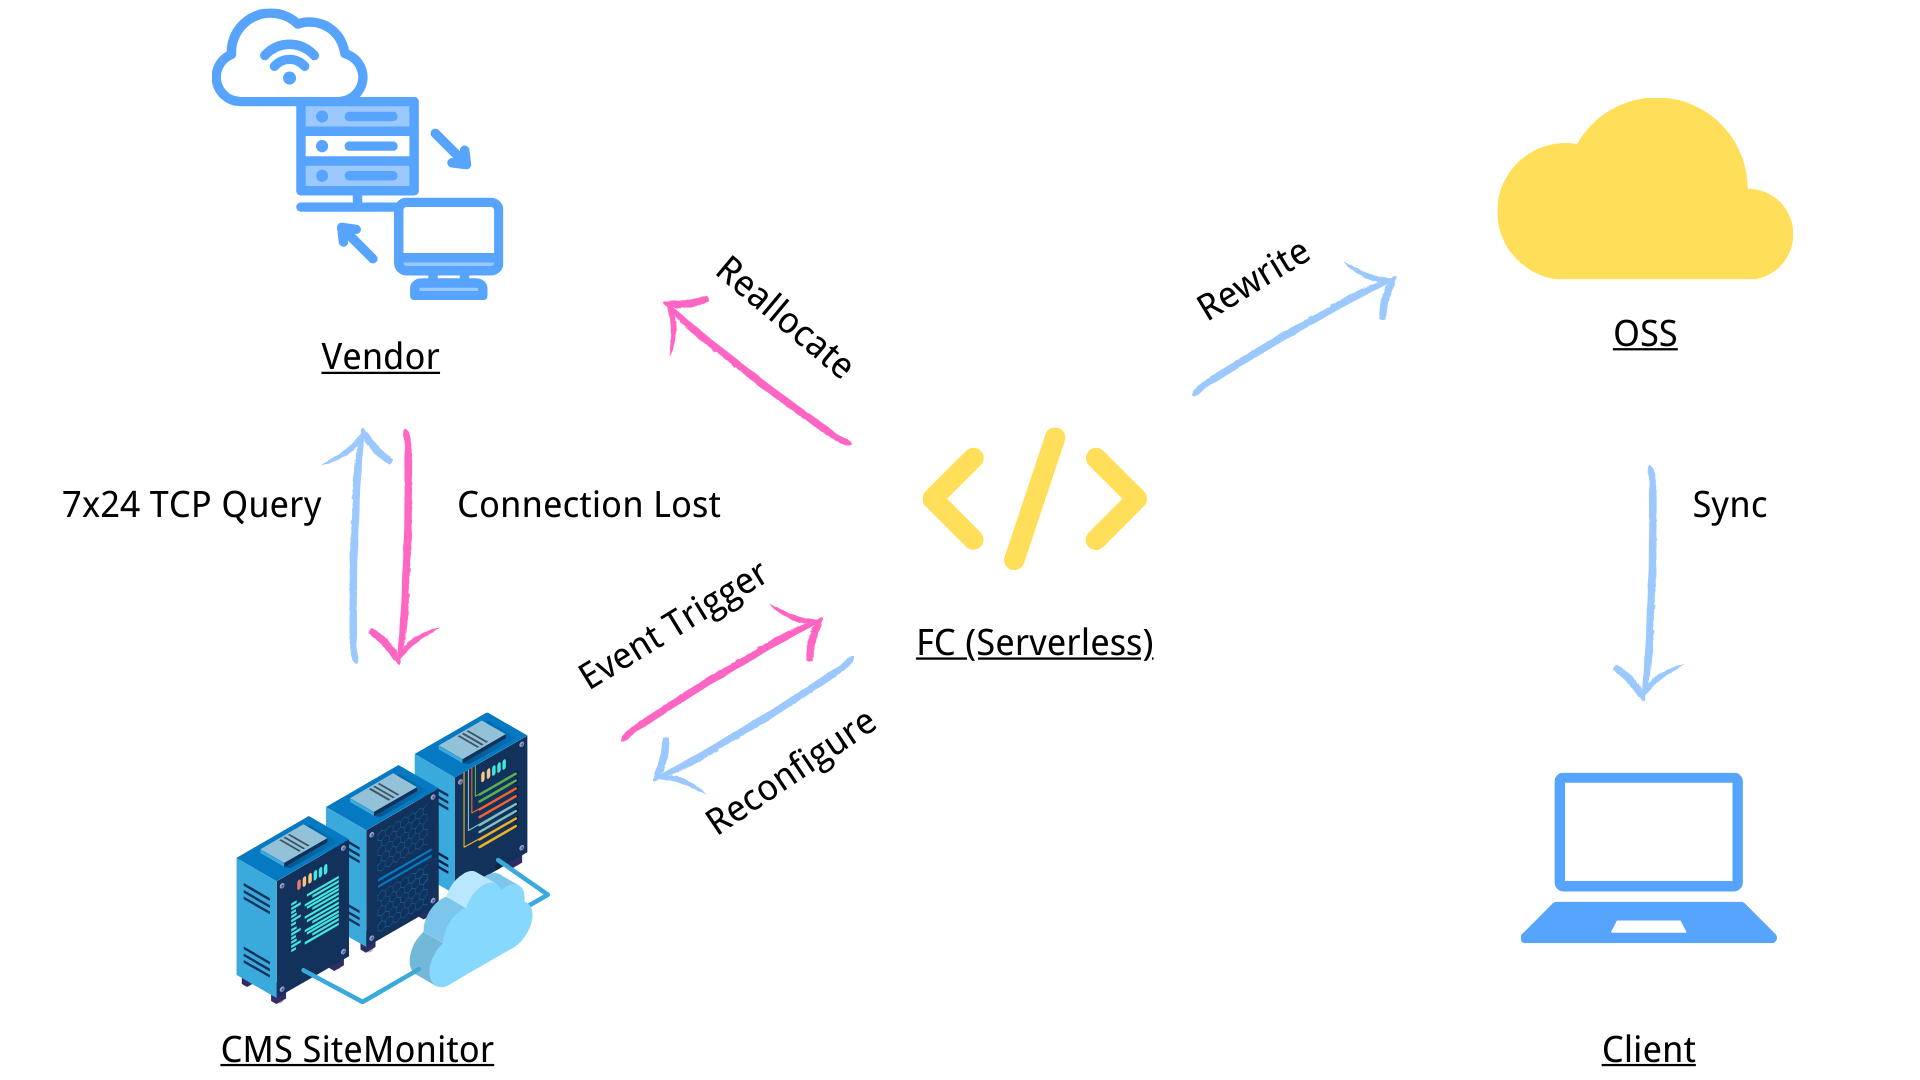 Vendor
Reallocate
Rewrite
OSS
7x24 TCP Query
Connection Lost
Sync
Event Trigger
FC (Serverless)
Reconfigure
CMS SiteMonitor
Client